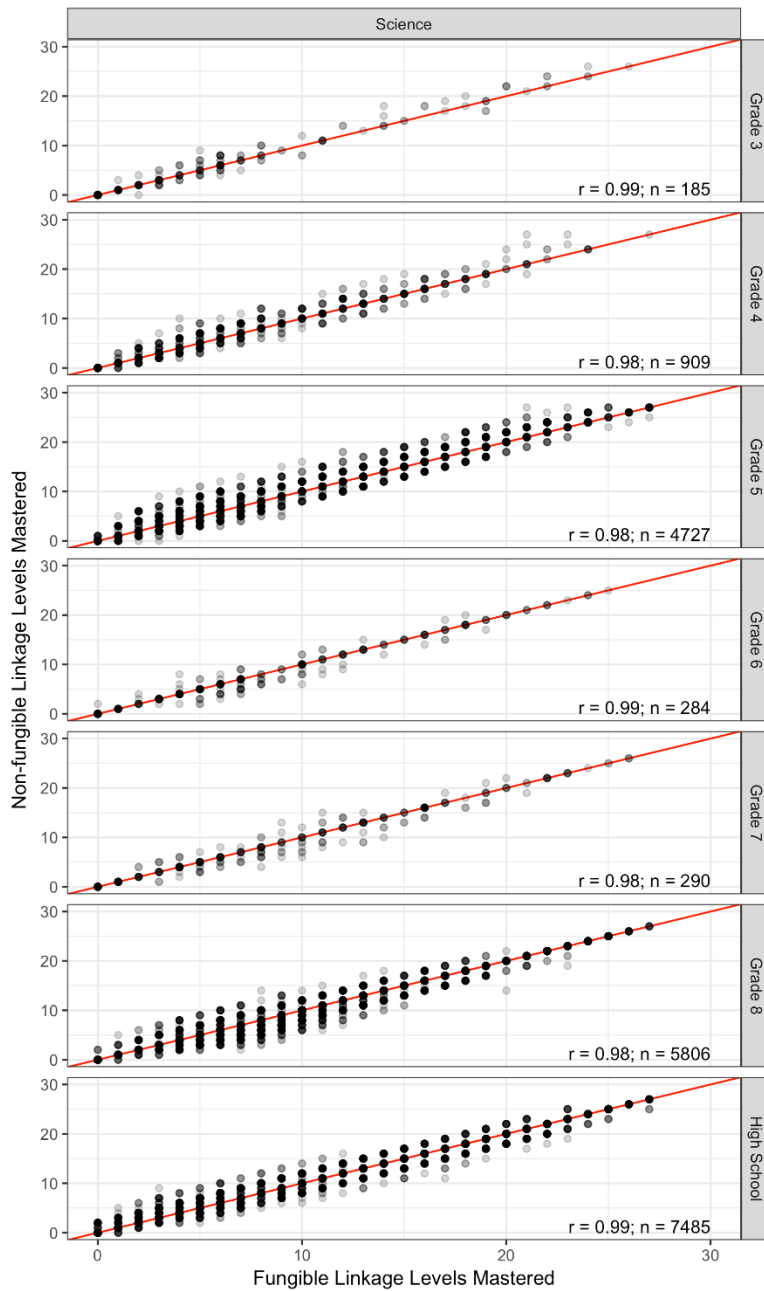 Science
30
20
10
0
r = 0.99; n = 185
Grade 3
30
20
10
0
r = 0.98; n = 909
Grade 4
30
20
10
0
r = 0.98; n = 4727
Grade 5
30
20
10
0
r = 0.99; n = 284
Grade 6
30
20
10
0
r = 0.98; n = 290
Grade 7
30
20
10
0
r = 0.98; n = 5806
Grade 8
30
20
10
0
r = 0.99; n = 7485
High School
Non-fungible Linkage Levels Mastered
0 10 20 30
Fungible Linkage Levels Mastered